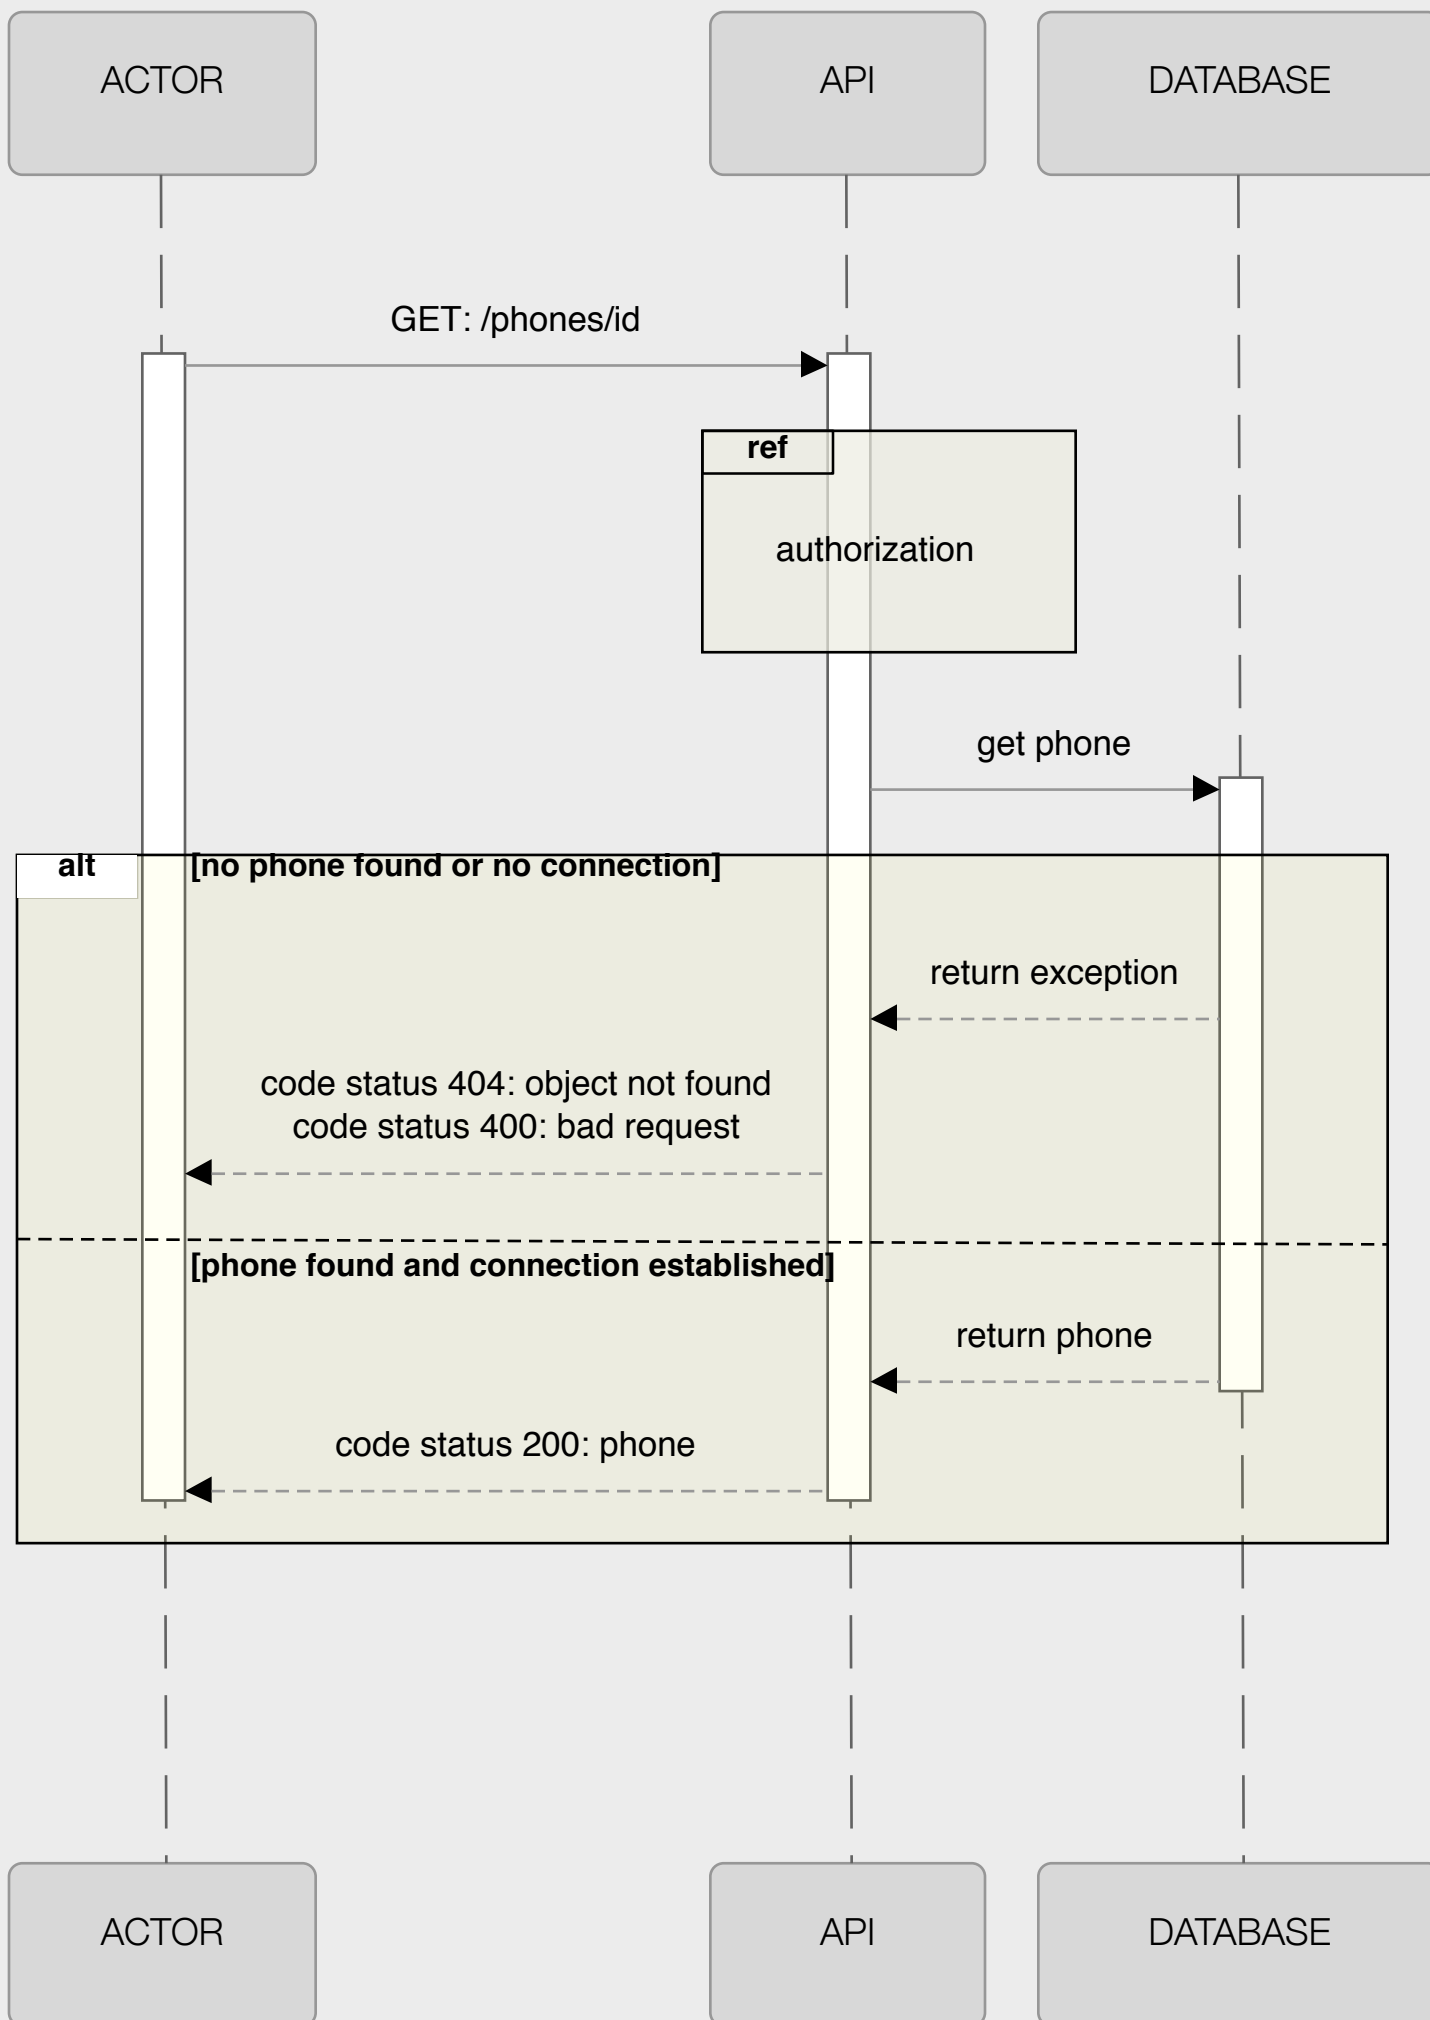 ACTOR
API
DATABASE
GET: /phones/id
ref
authorization
get phone
alt
[no phone found or no connection]
return exception
code status 404: object not found
code status 400: bad request
[phone found and connection established]
return phone
code status 200: phone
ACTOR
API
DATABASE